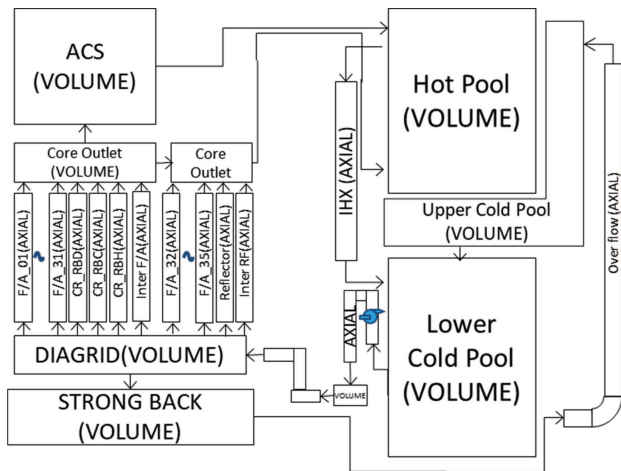 ACS
(VOLUME)
Hot Pool
(VOLUME)
Core Outlet
(VOLUME)
Core
Outlet
IHX (AXIAL)
Upper Cold Pool
(VOLUME)
Over flow(AXIAL)
F/A_01(AXIAL)
F/A_31(AXIAL)
CR_RBD(AXIAL)
CR_RBC(AXIAL)
CR_RBH(AXIAL)
Inter F/A(AXIAL)
F/A_32(AXIAL)
F/A_35(AXIAL)
Reflector(AXIAL)
Inter RF(AXIAL)
AXIAL
Lower
Cold Pool
(VOLUME)
DIAGRID(VOLUME)
VOLUME
STRONG BACK
(VOLUME)